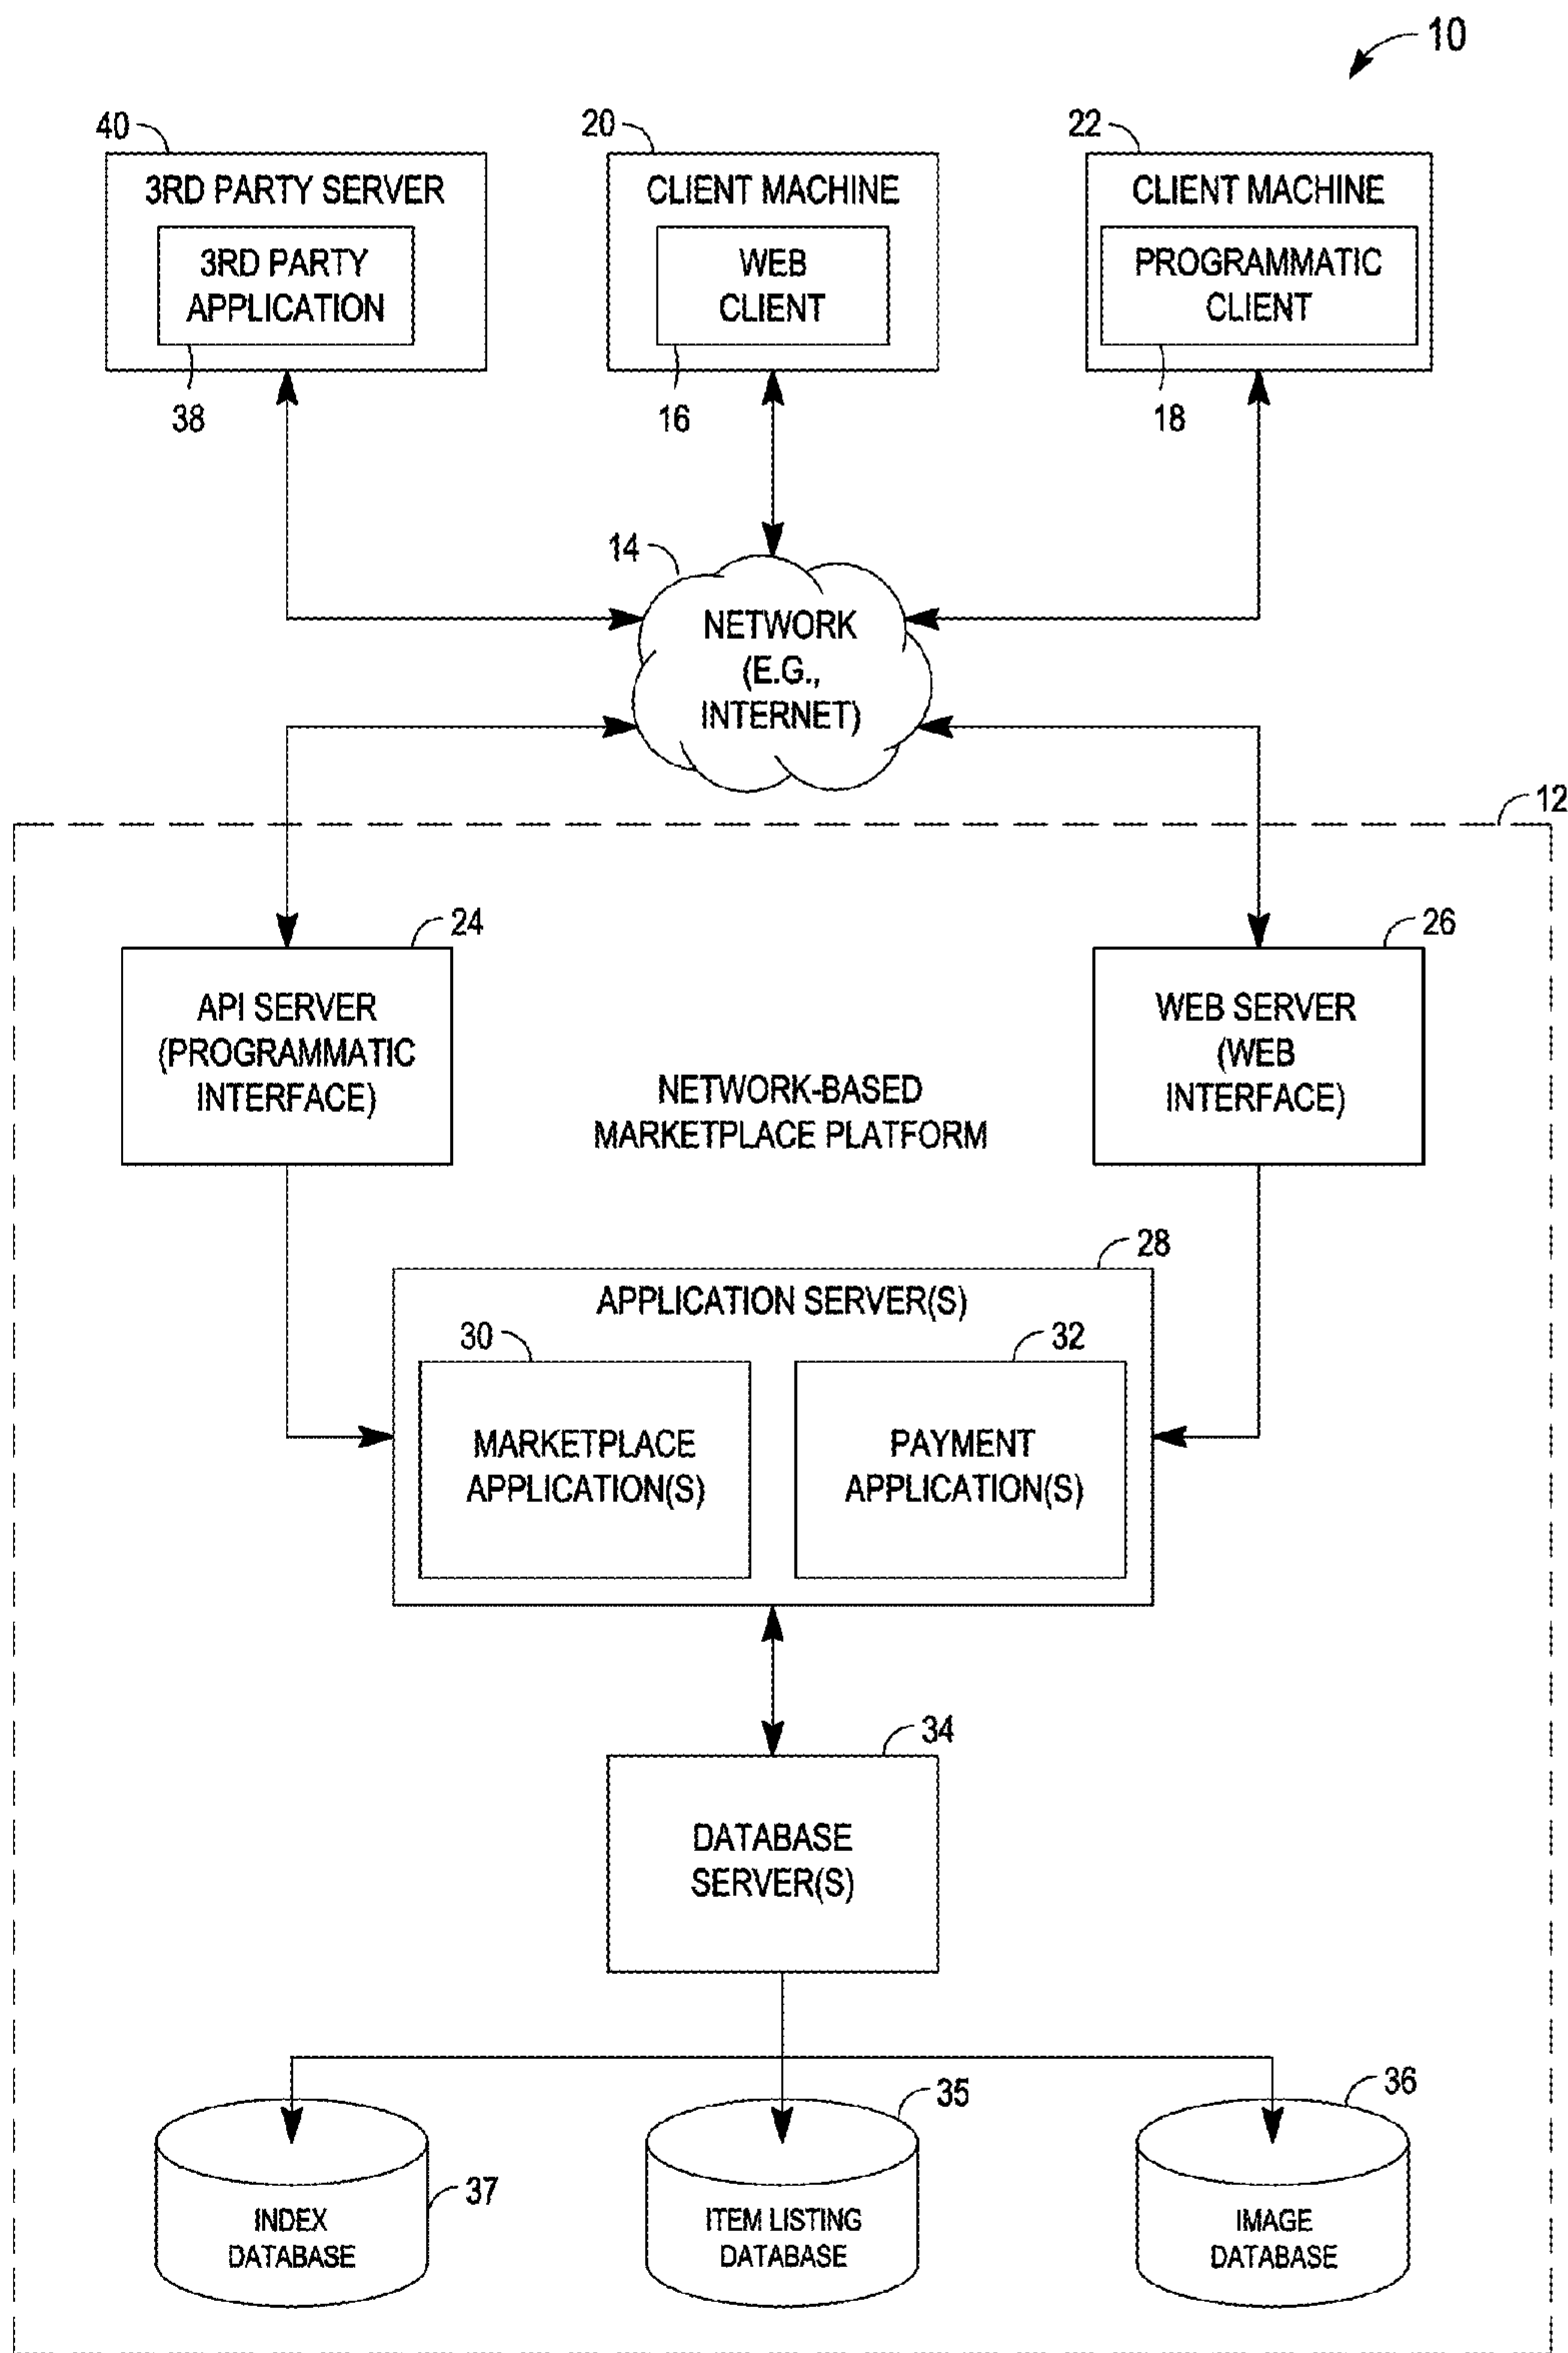 10
40
20
22
3RD PARTY SERVER
CLIENT MACHINE
CLIENT MACHINE
3RD PARTY
APPLICATION
WEB
CLIENT
PROGRAMMATIC
CLIENT
38
16
18
14
NETWORK
(E.G.,
INTERNET)
12
24
26
API SERVER
(PROGRAMMATIC
INTERFACE)
WEB SERVER
(WEB
INTERFACE)
NETWORK-BASED
MARKETPLACE PLATFORM
28
APPLICATION SERVER(S)
30
32
MARKETPLACE
APPLICATION(S)
PAYMENT
APPLICATION(S)
34
DATABASE
SERVER(S)
35
36
37
INDEX
DATABASE
ITEM LISTING
DATABASE
IMAGE
DATABASE